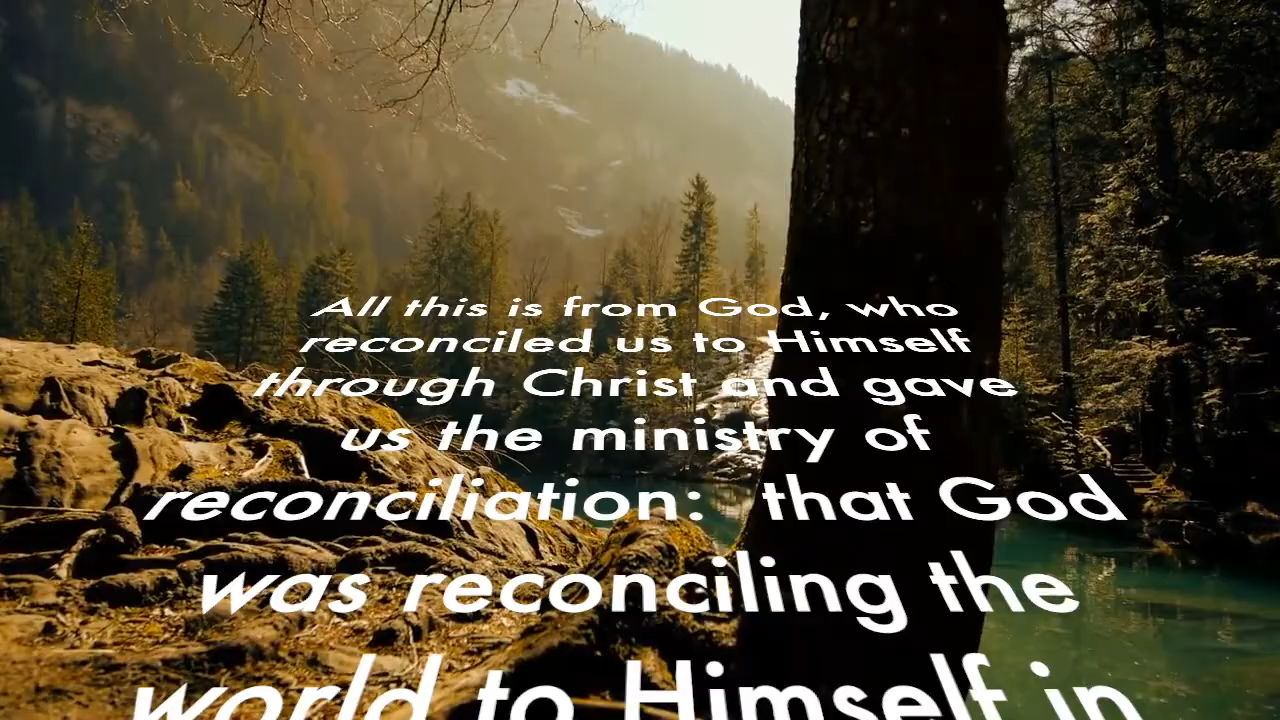 All this is from God, who
reconciled us to Himself
through Christ and gave
us the ministry of
reconciliation:  that God
was reconciling the
world to Himself in